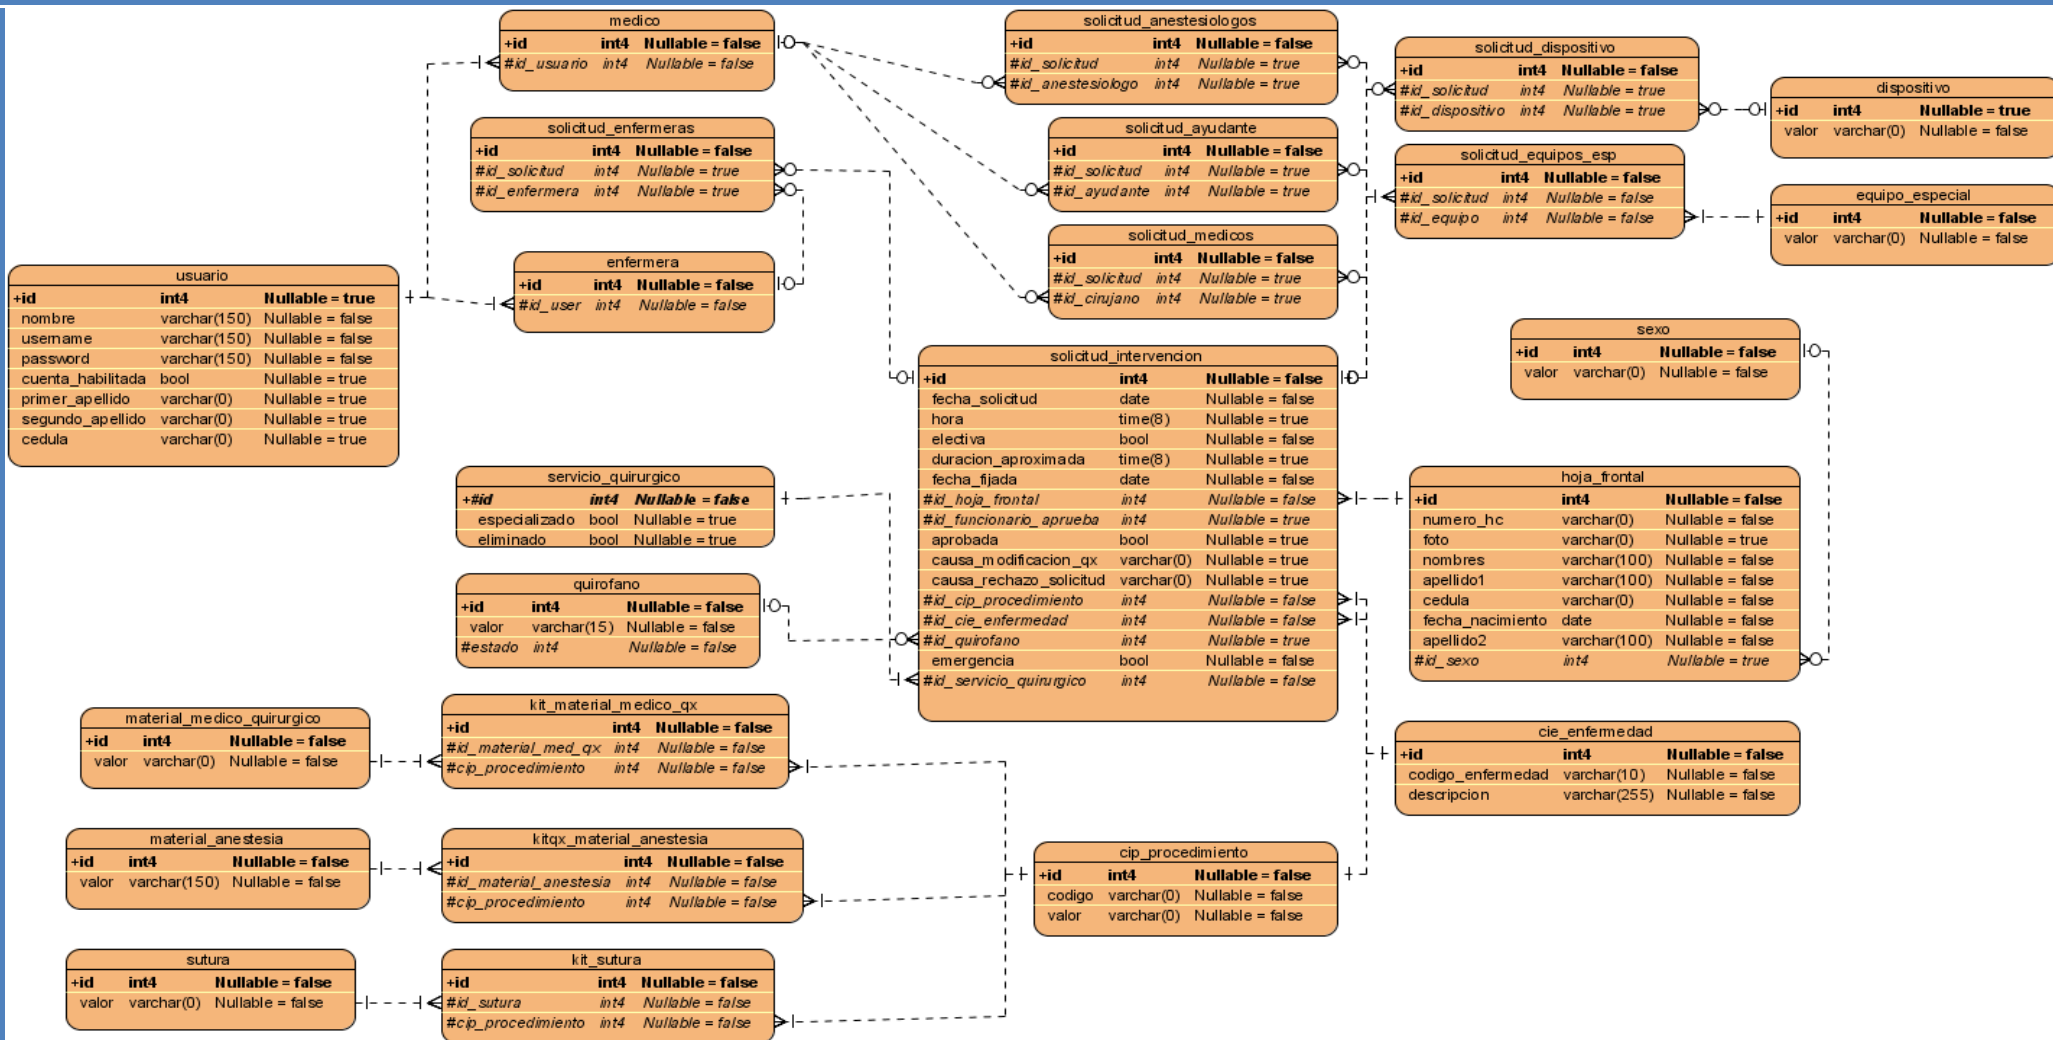 medico
+id int4 Nullable = false
#id_usuario int4 Nullable = false
solicitud_enfermeras
+id int4 Nullable = false
#id_solicitud int4 Nullable = true
#id_enfermera int4 Nullable = true
enfermera
+id int4 Nullable = false
#id_user int4 Nullable = false
usuario
+id int4 Nullable = true
nombre varchar(150) Nullable = false
username varchar(150) Nullable = false
password varchar(150) Nullable = false
cuenta_habilitada bool Nullable = true
primer_apellido varchar(0) Nullable = true
segundo_apellido varchar(0) Nullable = true
cedula varchar(0) Nullable = true
solicitud_anestesiologos
+id int4 Nullable = false
#id_solicitud int4 Nullable = true
#id_anestesiologo int4 Nullable = true
solicitud_ayudante
+id int4 Nullable = false
#id_solicitud int4 Nullable = true
#id_ayudante int4 Nullable = true
solicitud_medicos
+id int4 Nullable = false
#id_solicitud int4 Nullable = true
#id_cirujano int4 Nullable = true
solicitud_dispositivo
+id int4 Nullable = false
#id_solicitud int4 Nullable = true
#id_dispositivo int4 Nullable = true
dispositivo
+id int4 Nullable = true
valor varchar(0) Nullable = false
solicitud_equipos_esp
+id int4 Nullable = false
#id_solicitud int4 Nullable = false
#id_equipo int4 Nullable = false
equipo_especial
+id int4 Nullable = false
valor varchar(0) Nullable = false
sexo
+id int4 Nullable = false
valor varchar(0) Nullable = false
solicitud_intervencion
+id int4 Nullable = false
fecha_solicitud date Nullable = false
hora time(8) Nullable = true
electiva bool Nullable = false
duracion_aproximada time(8) Nullable = true
fecha_fijada date Nullable = false
#id_hoja_frontal int4 Nullable = false
#id_funcionario_aprueba int4 Nullable = true
aprobada bool Nullable = true
causa_modificacion_qx varchar(0) Nullable = true
causa_rechazo_solicitud varchar(0) Nullable = true
#id_cip_procedimiento int4 Nullable = false
#id_cie_enfermedad int4 Nullable = false
#id_quirofano int4 Nullable = true
emergencia bool Nullable = false
#id_servicio_quirurgico int4 Nullable = false
servicio_quirurgico
+#id int4 Nullable = false
especializado bool Nullable = true
eliminado bool Nullable = true
quirofano
+id int4 Nullable = false
valor varchar(15) Nullable = false
#estado int4 Nullable = false
hoja_frontal
+id int4 Nullable = false
numero_hc varchar(0) Nullable = false
foto varchar(0) Nullable = true
nombres varchar(100) Nullable = false
apellido1 varchar(100) Nullable = false
cedula varchar(0) Nullable = false
fecha_nacimiento date Nullable = false
apellido2 varchar(100) Nullable = false
#id_sexo int4 Nullable = true
material_medico_quirurgico
+id int4 Nullable = false
valor varchar(0) Nullable = false
kit_material_medico_qx
+id int4 Nullable = false
#id_material_med_qx int4 Nullable = false
#cip_procedimiento int4 Nullable = false
cie_enfermedad
+id int4 Nullable = false
codigo_enfermedad varchar(10) Nullable = false
descripcion varchar(255) Nullable = false
material_anestesia
+id int4 Nullable = false
valor varchar(150) Nullable = false
kitqx_material_anestesia
+id int4 Nullable = false
#id_material_anestesia int4 Nullable = false
#cip_procedimiento int4 Nullable = false
cip_procedimiento
+id int4 Nullable = false
codigo varchar(0) Nullable = false
valor varchar(0) Nullable = false
sutura
+id int4 Nullable = false
valor varchar(0) Nullable = false
kit_sutura
+id int4 Nullable = false
#id_sutura int4 Nullable = false
#cip_procedimiento int4 Nullable = false